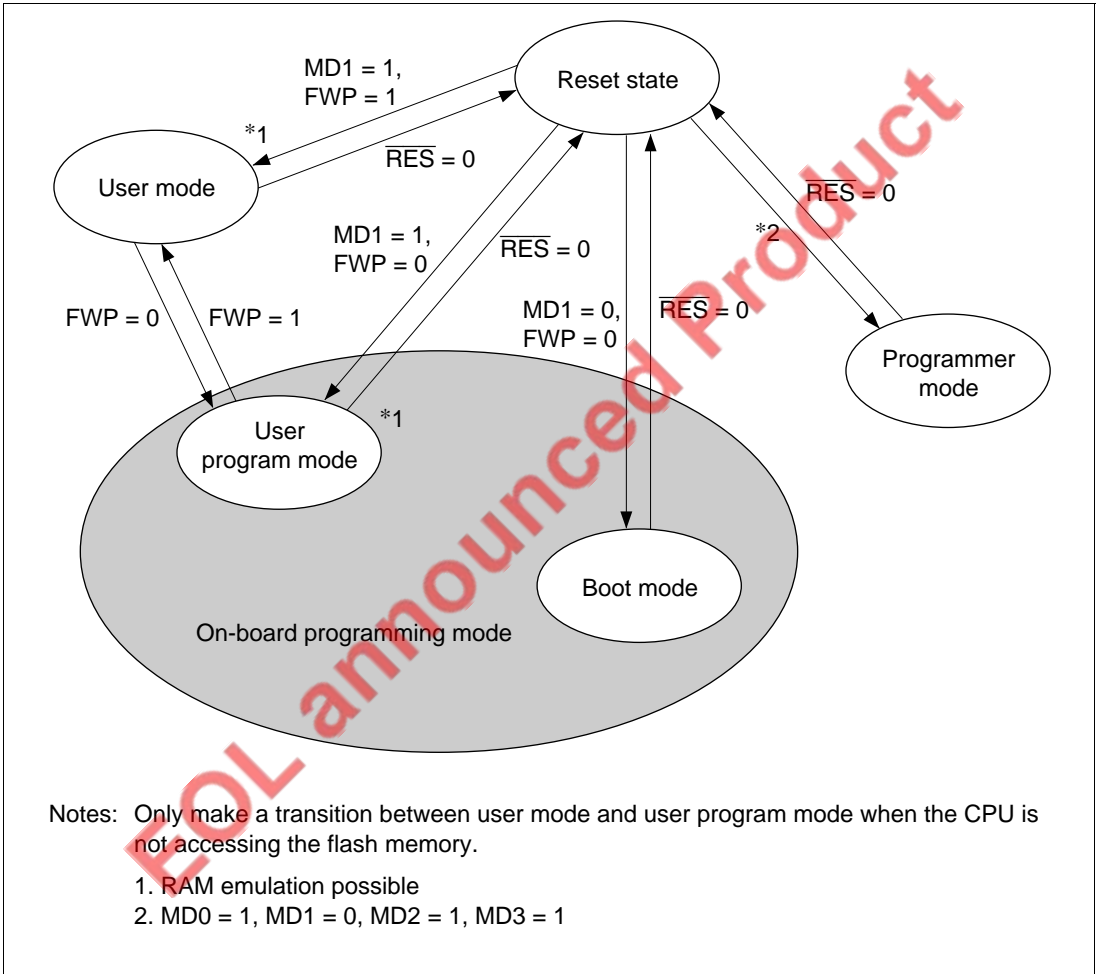 Reset state
MD1 = 1,
FWP = 1
*1
RES = 0
User mode
MD1 = 1,
FWP = 0
RES = 0
RES = 0
*2
FWP = 0
FWP = 1
MD1 = 0,
FWP = 0
RES = 0
Programmer
mode
*1
User
program mode
Boot mode
On-board programming mode
EOL announced Product
Notes: Only make a transition between user mode and user program mode when the CPU is
not accessing the flash memory.
1. RAM emulation possible
2. MD0 = 1, MD1 = 0, MD2 = 1, MD3 = 1